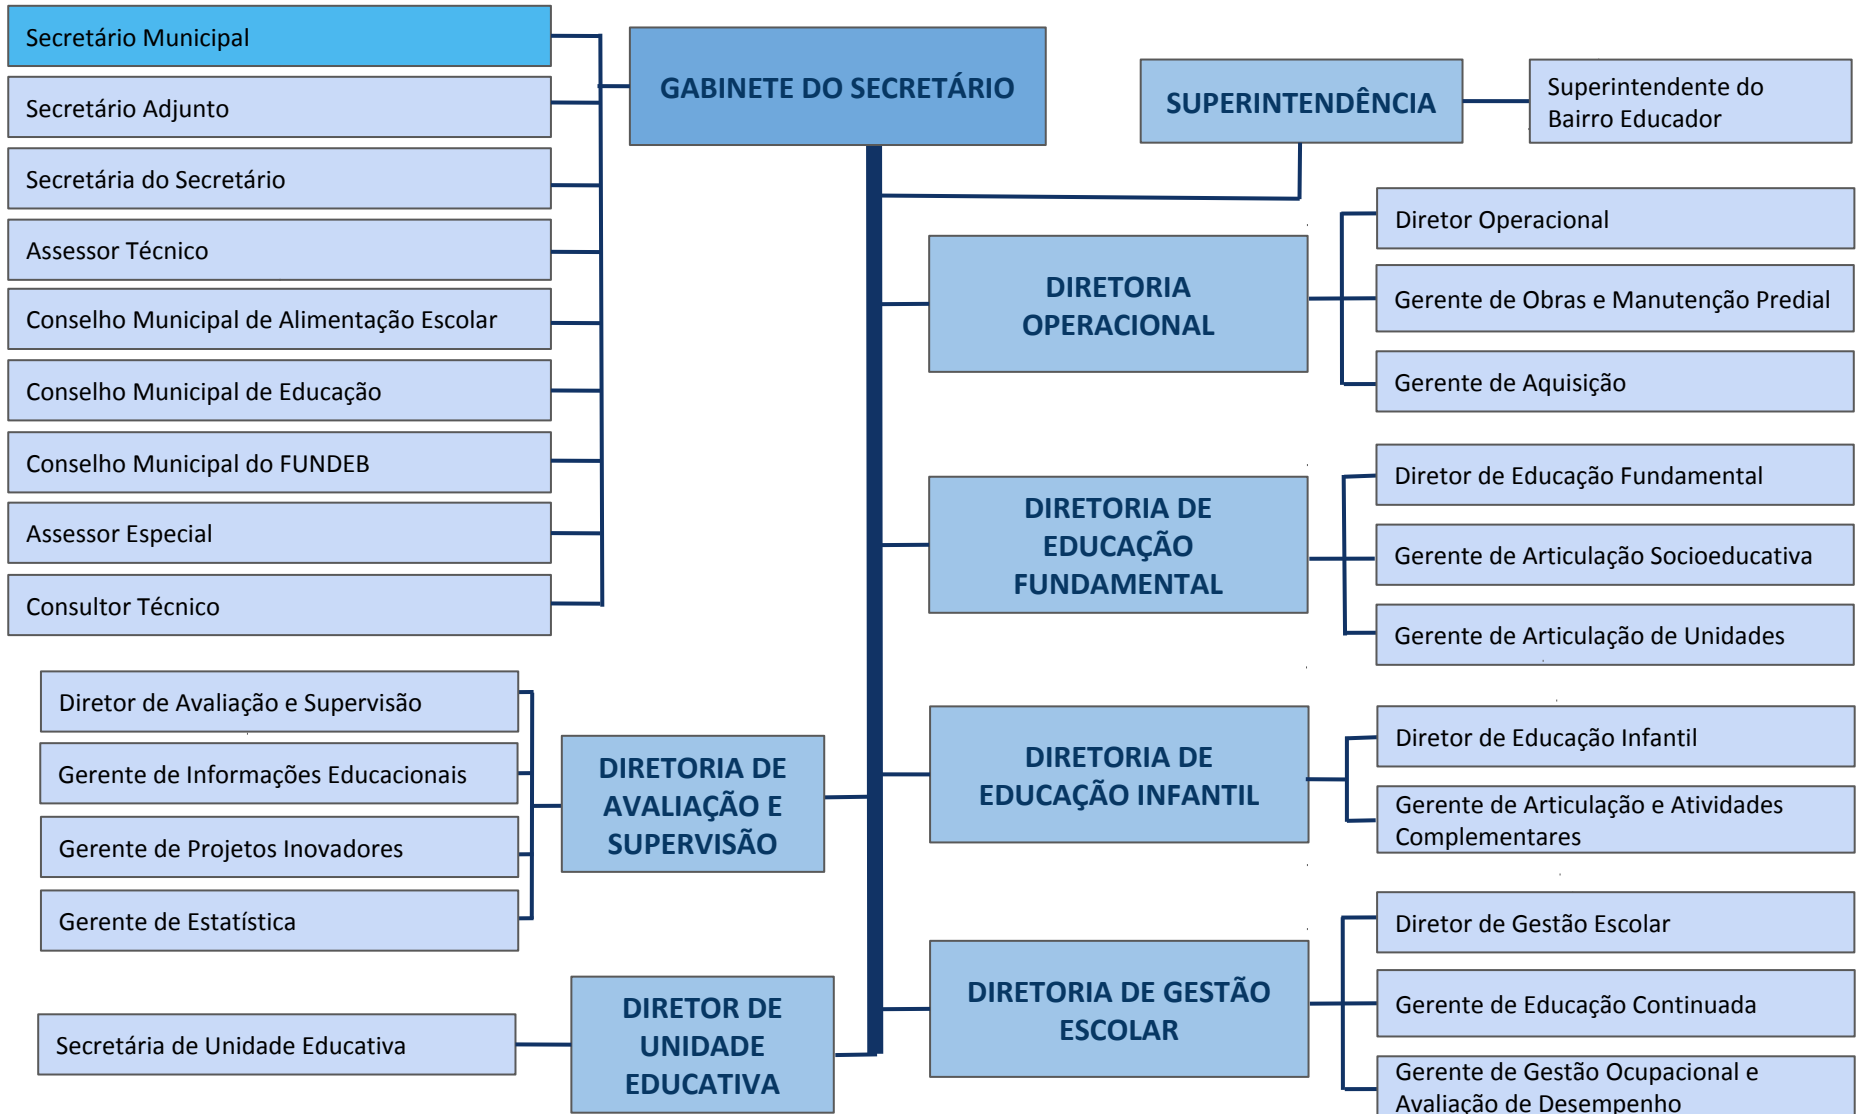 Secretário Municipal
Secretário Adjunto
Secretária do Secretário
Assessor Técnico
Conselho Municipal de Alimentação Escolar
Conselho Municipal de Educação
Conselho Municipal do FUNDEB
Assessor Especial
Consultor Técnico
GABINETE DO SECRETÁRIO
SUPERINTENDÊNCIA
Superintendente do
Bairro Educador
DIRETORIA
OPERACIONAL
Diretor Operacional
Gerente de Obras e Manutenção Predial
Gerente de Aquisição
DIRETORIA DE
EDUCAÇÃO
FUNDAMENTAL
Diretor de Educação Fundamental
Gerente de Articulação Socioeducativa
Gerente de Articulação de Unidades
Diretor de Avaliação e Supervisão
Gerente de Informações Educacionais
Gerente de Projetos Inovadores
Gerente de Estatística
DIRETORIA DE
AVALIAÇÃO E
SUPERVISÃO
DIRETORIA DE
EDUCAÇÃO INFANTIL
Diretor de Educação Infantil
Gerente de Articulação e Atividades
Complementares
Secretária de Unidade Educativa
DIRETOR DE
UNIDADE
EDUCATIVA
DIRETORIA DE GESTÃO
ESCOLAR
Diretor de Gestão Escolar
Gerente de Educação Continuada
Gerente de Gestão Ocupacional e
Avaliação de Desempenho